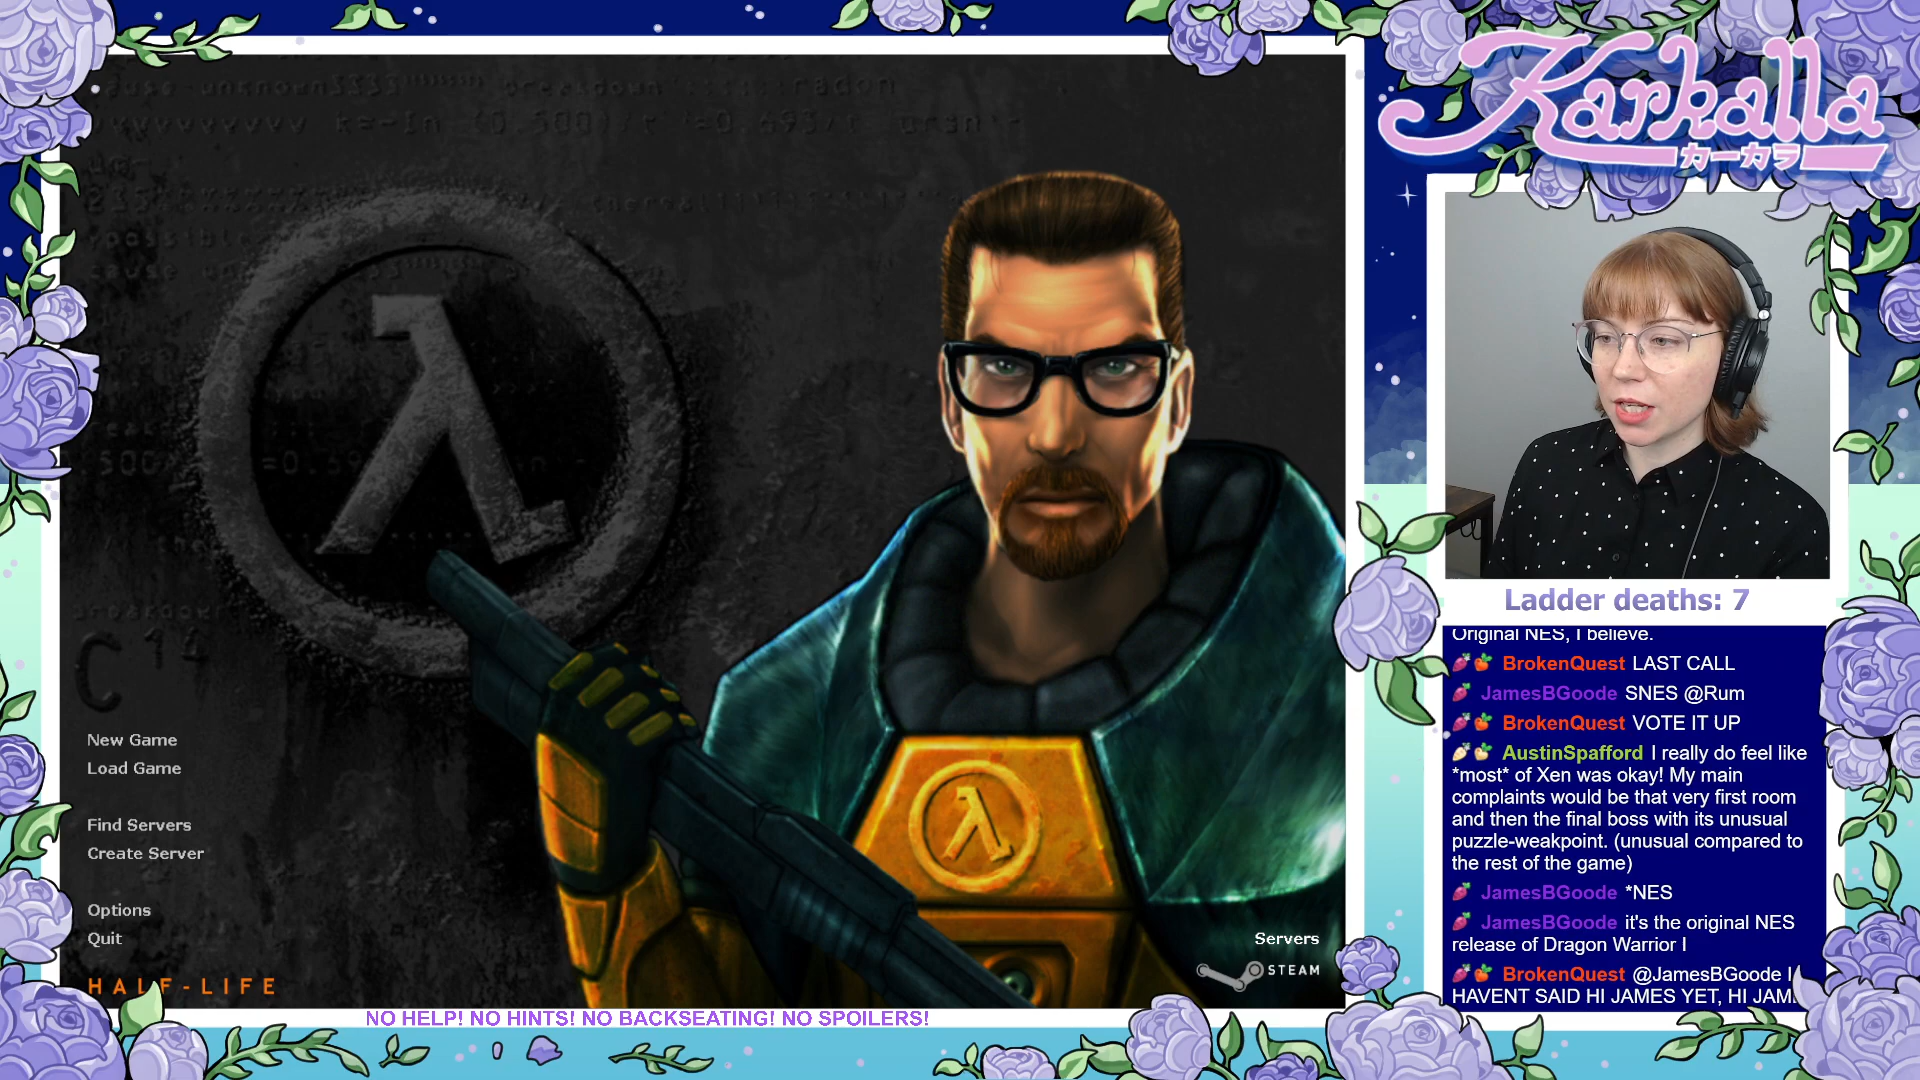 Karkalla
カーカラ
cause-unknown
breakdown
radon
C14
New Game
Load Game
Find Servers
Create Server
Options
Quit
HALF-LIFE
Servers
STEAM
NO HELP! NO HINTS! NO BACKSEATING! NO SPOILERS!
Ladder deaths: 7
Original NES, I believe.
BrokenQuest LAST CALL
JamesBGoode SNES @Rum
BrokenQuest VOTE IT UP
AustinSpafford I really do feel like
*most* of Xen was okay! My main
complaints would be that very first room
and then the final boss with its unusual
puzzle-weakpoint. (unusual compared to
the rest of the game)
JamesBGoode *NES
JamesBGoode it's the original NES
release of Dragon Warrior I
BrokenQuest @JamesBGoode I
HAVENT SAID HI JAMES YET, HI